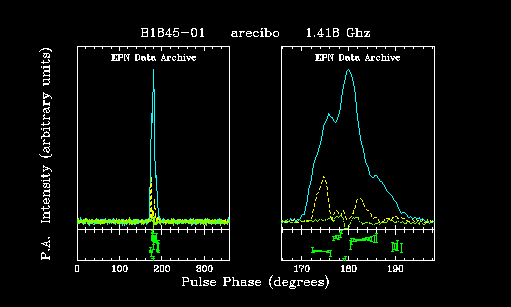 B1845-01 arecibo 1.418 Ghz
EPN Data Archive EPN Data Archive
Intensity (arbitrary units)
P.A.
0 100 200 300 170 180 190
Pulse Phase (degrees)